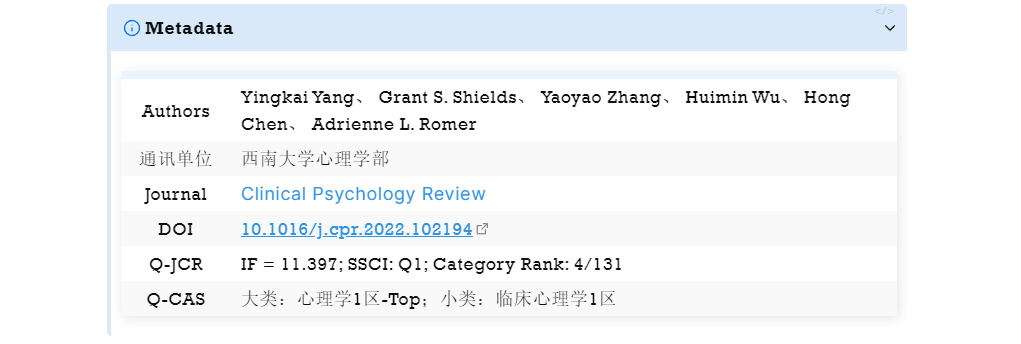 </>
Metadata
Authors
Yingkai Yang、 Grant S. Shields、 Yaoyao Zhang、 Huimin Wu、 Hong
Chen、 Adrienne L. Romer
通讯单位 西南大学心理学部
Journal Clinical Psychology Review
DOI 10.1016/j.cpr.2022.102194
Q-JCR IF = 11.397; SSCI: Q1; Category Rank: 4/131
Q-CAS 大类：心理学1区-Top；小类：临床心理学1区